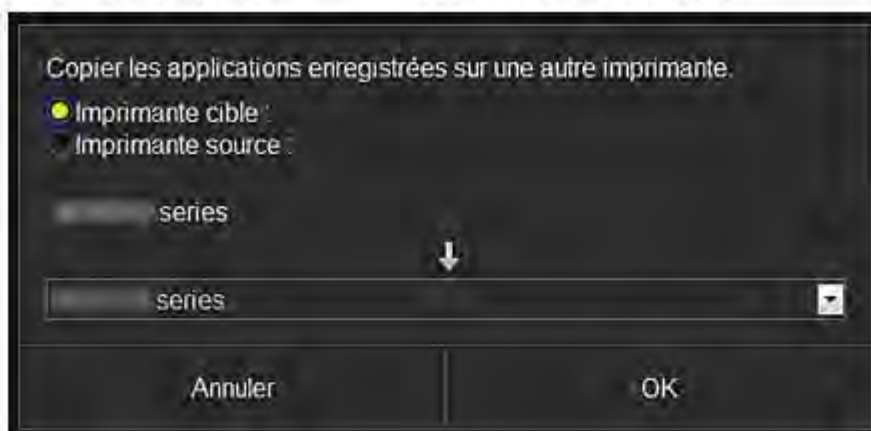 Copier les applications enregistrées sur une autre imprimante.
Imprimante cible :
Imprimante source :
series
series
Annuler
OK